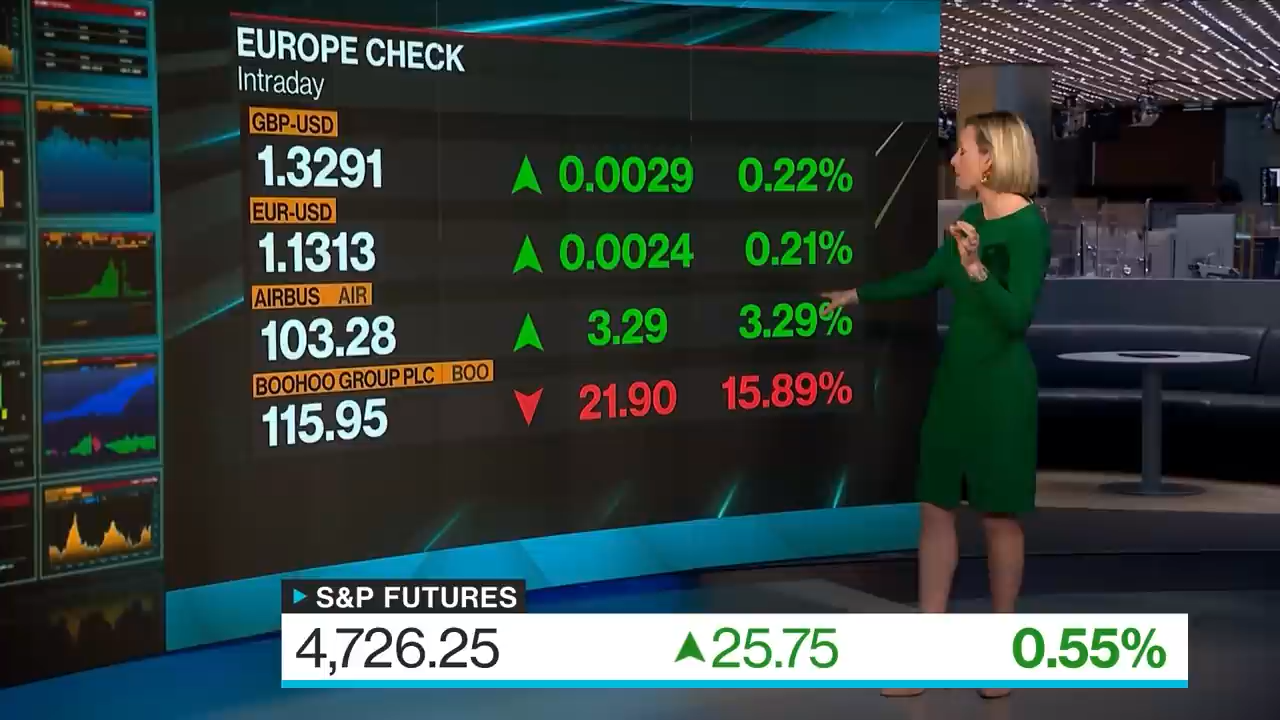 EUROPE CHECK
Intraday
GBP-USD
1.3291 ▲ 0.0029 0.22%
EUR-USD
1.1313 ▲ 0.0024 0.21%
AIRBUS AIR
103.28 ▲ 3.29 3.29%
BOOHOO GROUP PLC BOO
115.95 ▼ 21.90 15.89%
S&P FUTURES
4,726.25 ▲25.75 0.55%